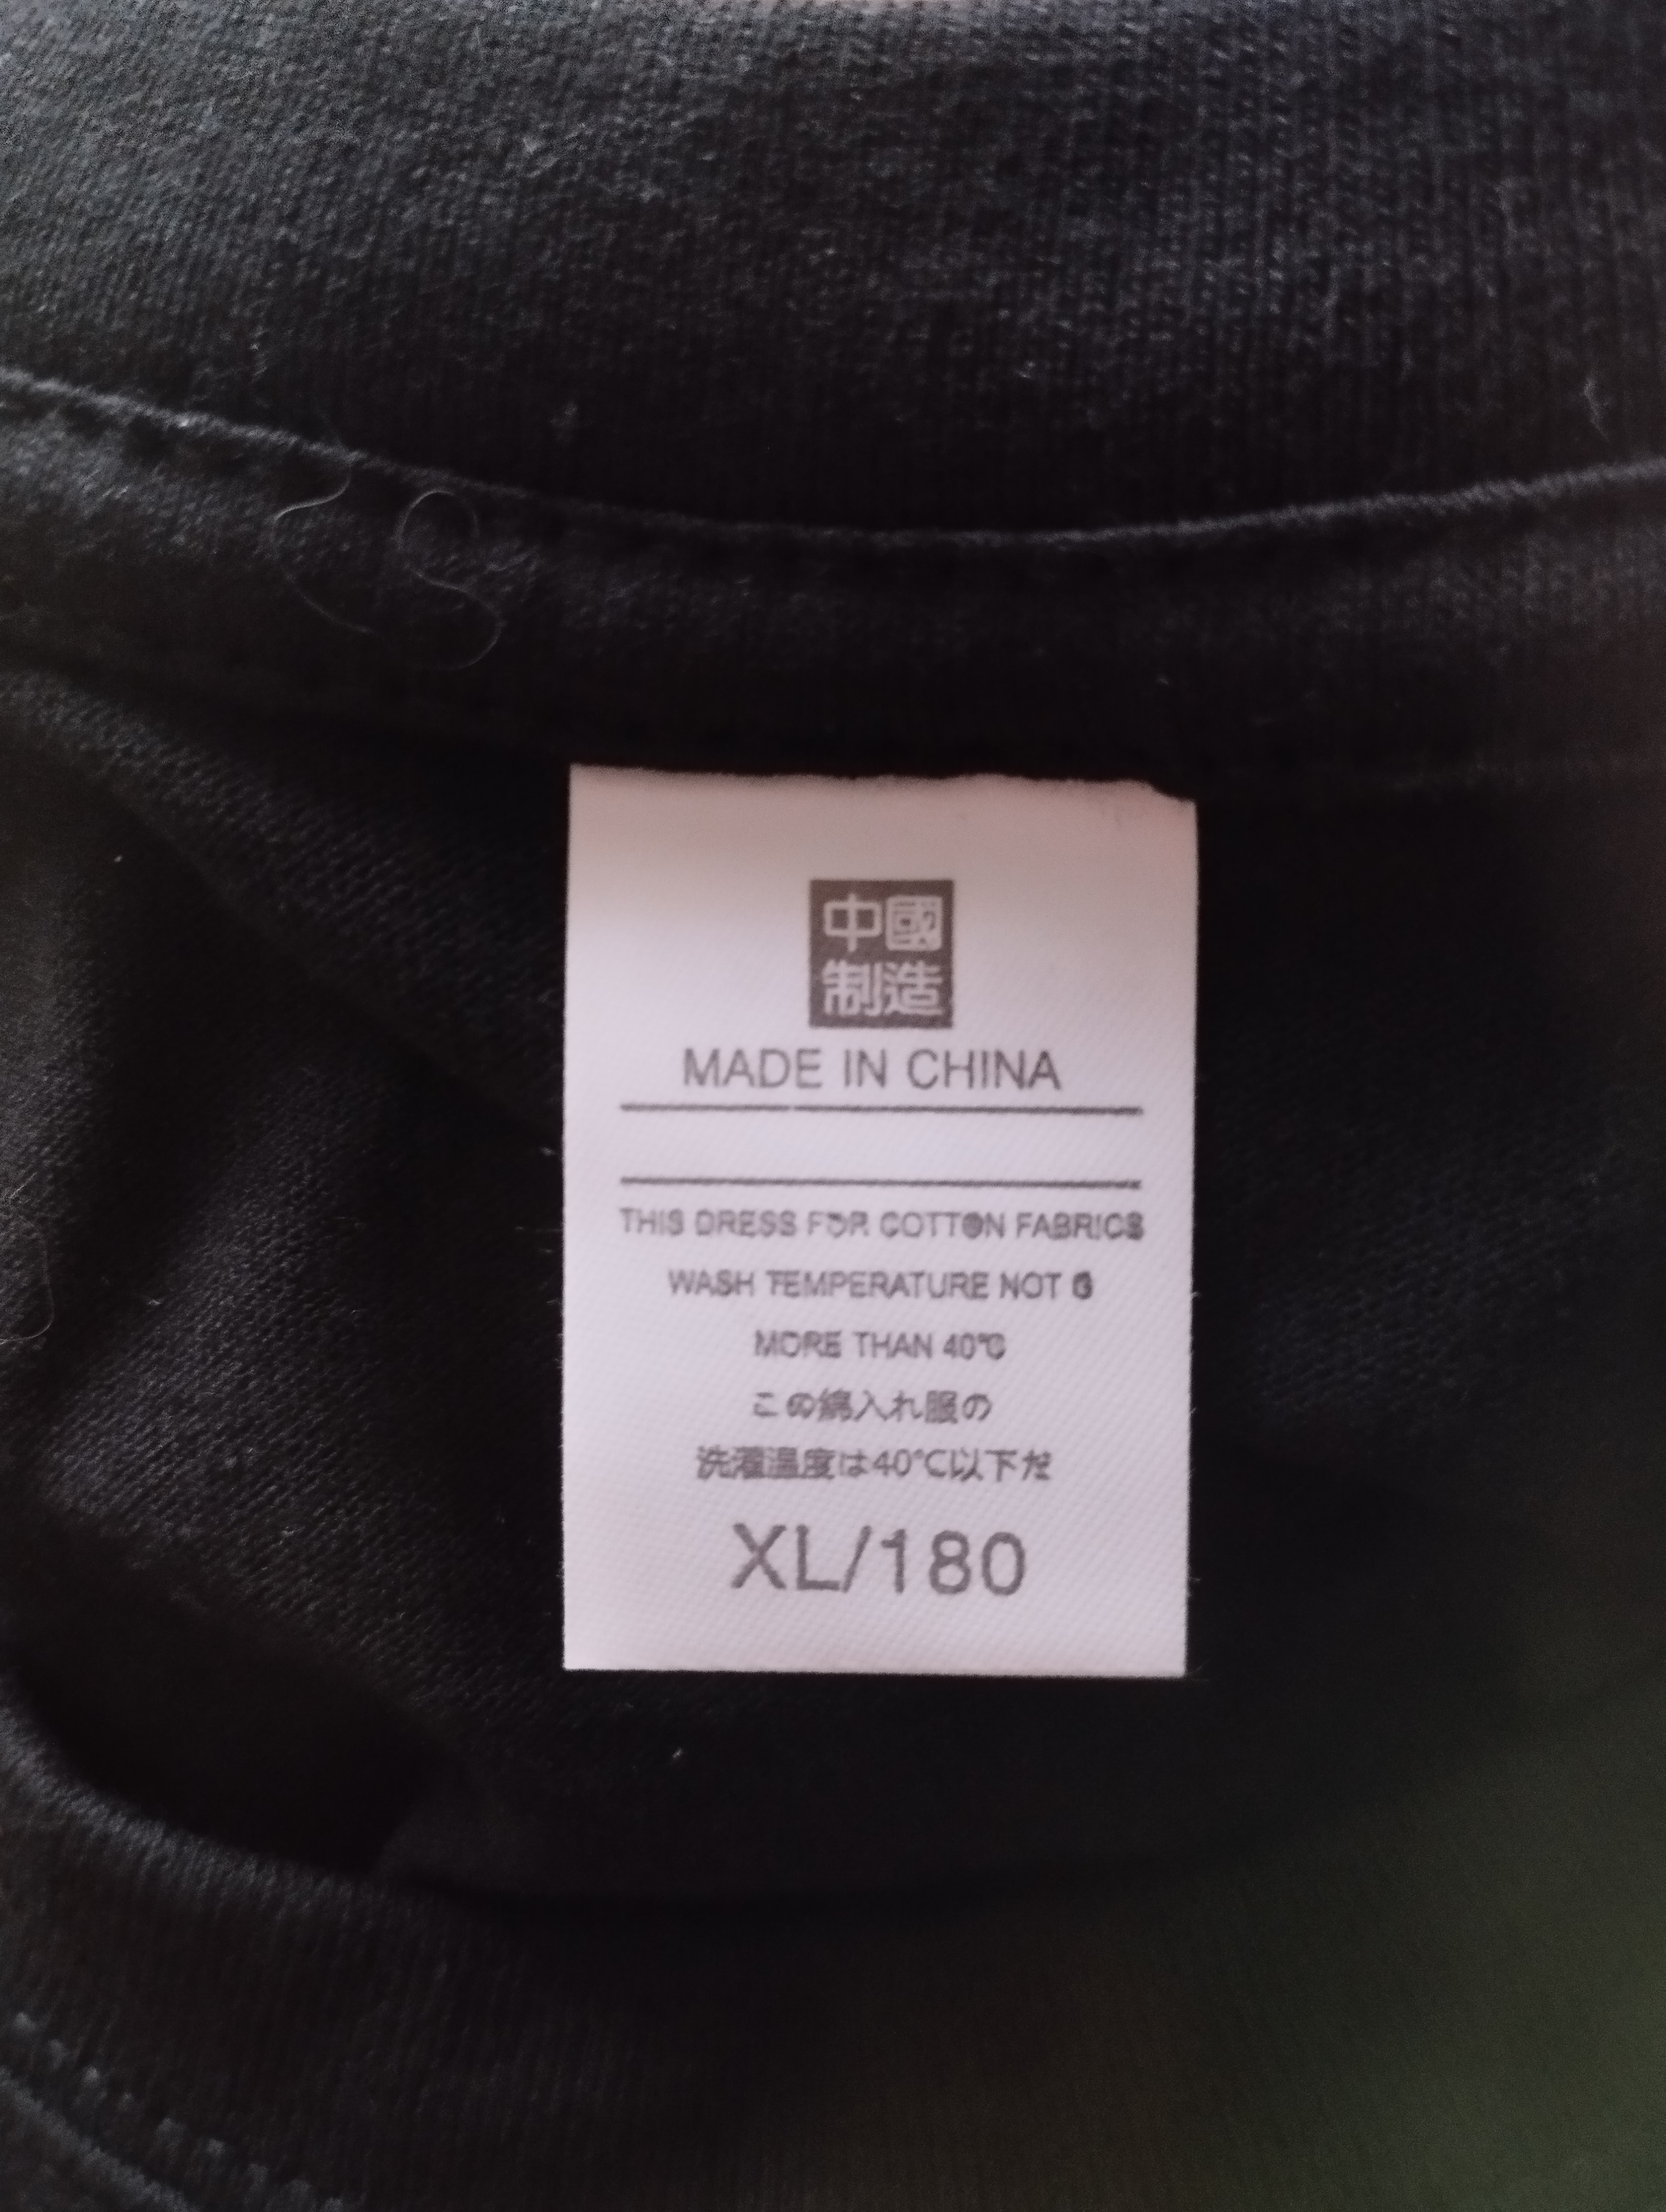 中國
制造
MADE IN CHINA
THIS DRESS FOR COTTON FABRICS
WASH TEMPERATURE NOT
MORE THAN 40℃
この綿入れ服の
洗濯温度は40℃以下だ
XL/180